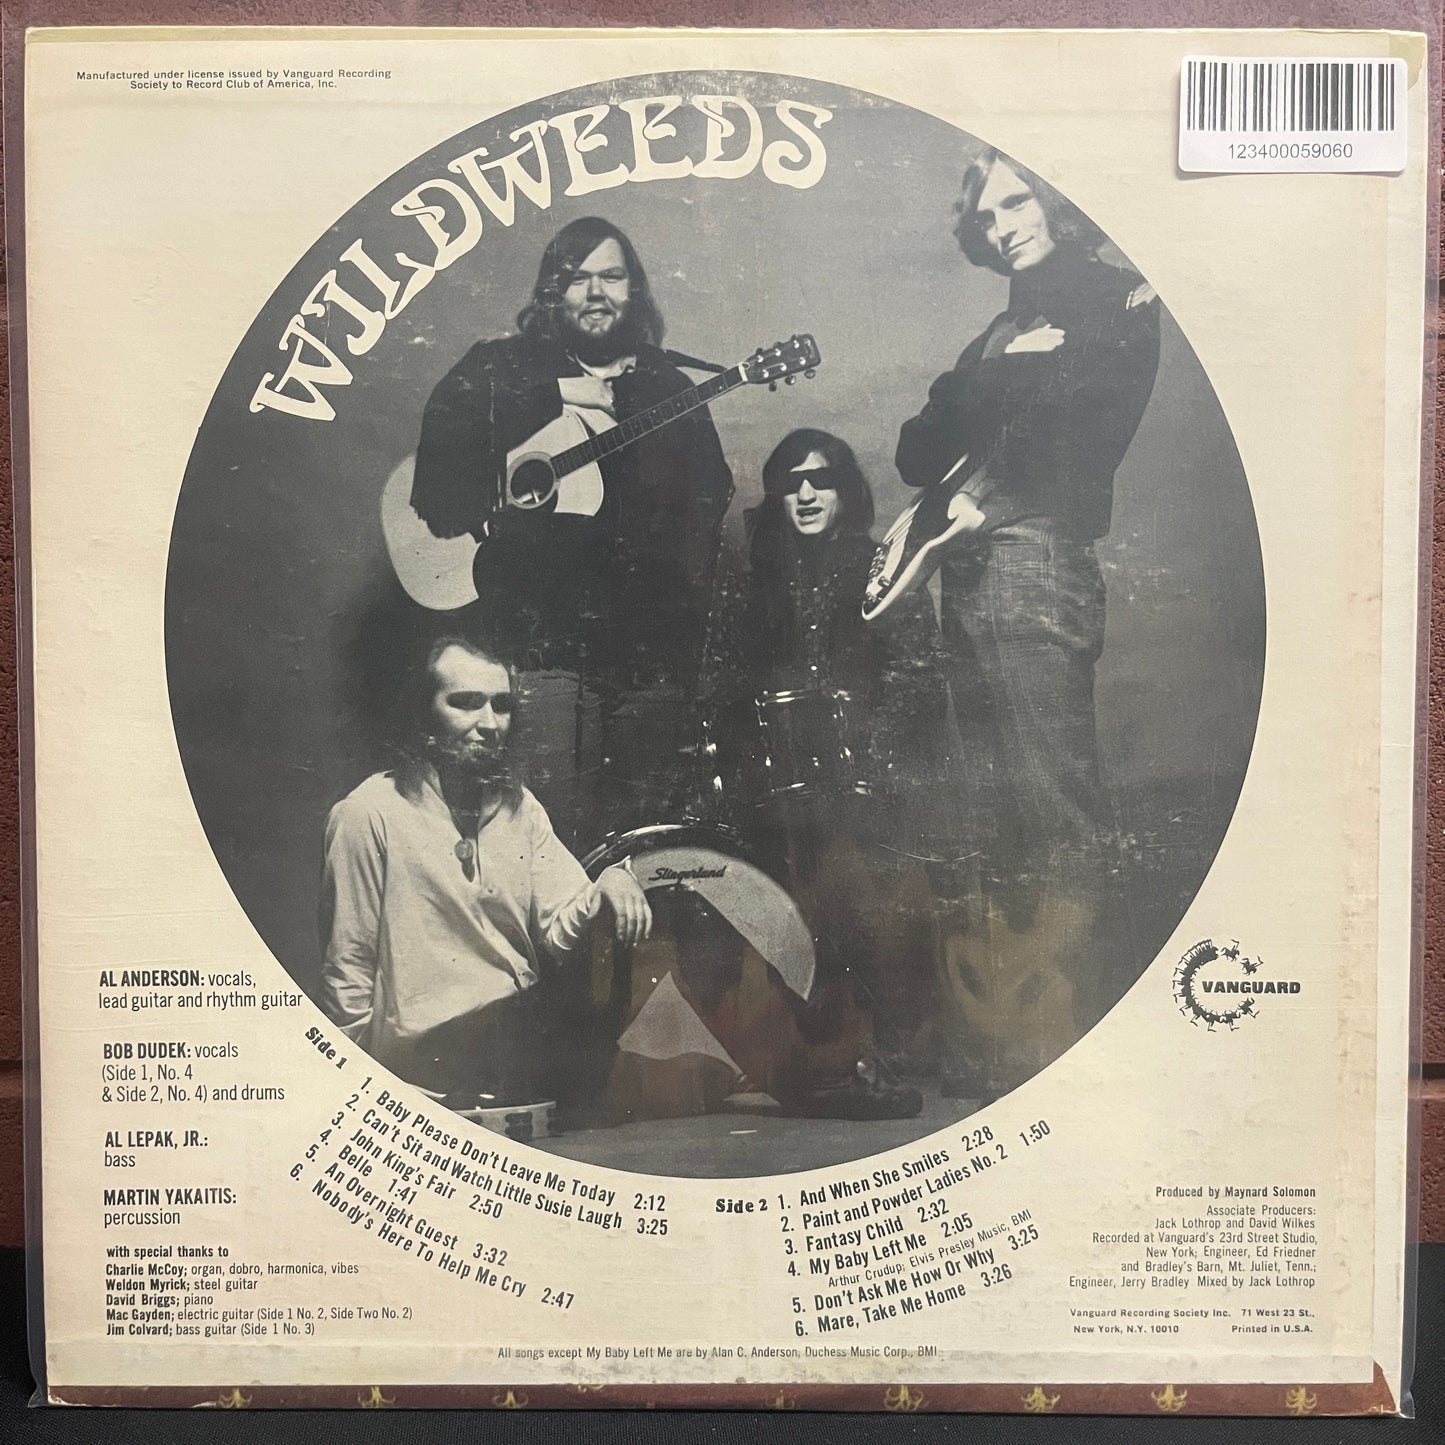 Manufactured under license issued by Vanguard Recording
Society to Record Club of America, Inc.
123400059060
WILDWEEDS
Slingerland
VANGUARD
AL ANDERSON: vocals,
lead guitar and rhythm guitar
BOB DUDEK: vocals
(Side 1, No. 4
& Side 2, No. 4) and drums
AL LEPAK, JR.:
bass
MARTIN YAKAITIS:
percussion
with special thanks to
Charlie McCoy; organ, dobro, harmonica, vibes
Weldon Myrick; steel guitar
David Briggs; piano
Mac Gayden; electric guitar (Side 1 No. 2, Side Two No. 2)
Jim Colvard; bass guitar (Side 1 No. 3)
Side 1
1. Baby Please Don't Leave Me Today 2:12
2. Can't Sit and Watch Little Susie Laugh 3:25
3. John King's Fair 2:50
4. Belle 1:41
5. An Overnight Guest 3:32
6. Nobody's Here To Help Me Cry 2:47
Side 2
1. And When She Smiles 2:28
2. Paint and Powder Ladies No. 2 1:50
3. Fantasy Child 2:32
4. My Baby Left Me 2:05
Arthur Crudup; Elvis Presley Music, BMI
5. Don't Ask Me How Or Why 3:25
6. Mare, Take Me Home 3:26
Produced by Maynard Solomon
Associate Producers:
Jack Lothrop and David Wilkes
Recorded at Vanguard's 23rd Street Studio,
New York; Engineer, Ed Friedner
and Bradley's Barn, Mt. Juliet, Tenn.;
Engineer, Jerry Bradley Mixed by Jack Lothrop
Vanguard Recording Society Inc. 71 West 23 St.,
New York, N.Y. 10010 Printed in U.S.A.
All songs except My Baby Left Me are by Alan C. Anderson, Duchess Music Corp., BMI